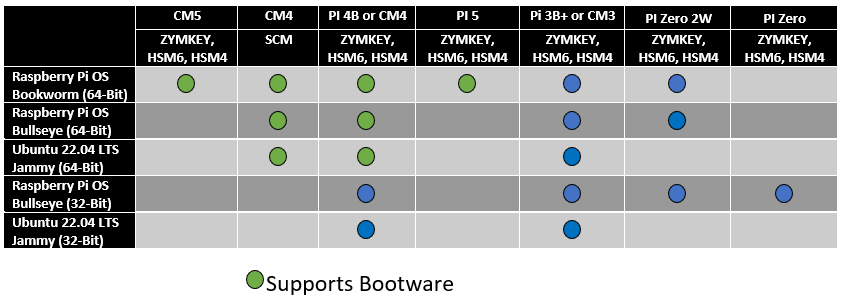 CM5 CM4 PI 4B or CM4 PI 5 Pi 3B+ or CM3 PI Zero 2W PI Zero
ZYMKEY, SCM ZYMKEY, ZYMKEY, ZYMKEY, ZYMKEY, ZYMKEY,
HSM6, HSM4 HSM6, HSM4 HSM6, HSM4 HSM6, HSM4 HSM6, HSM4 HSM6, HSM4
Raspberry Pi OS
Bookworm (64-Bit)
Raspberry Pi OS
Bullseye (64-Bit)
Ubuntu 22.04 LTS
Jammy (64-Bit)
Raspberry Pi OS
Bullseye (32-Bit)
Ubuntu 22.04 LTS
Jammy (32-Bit)
Supports Bootware